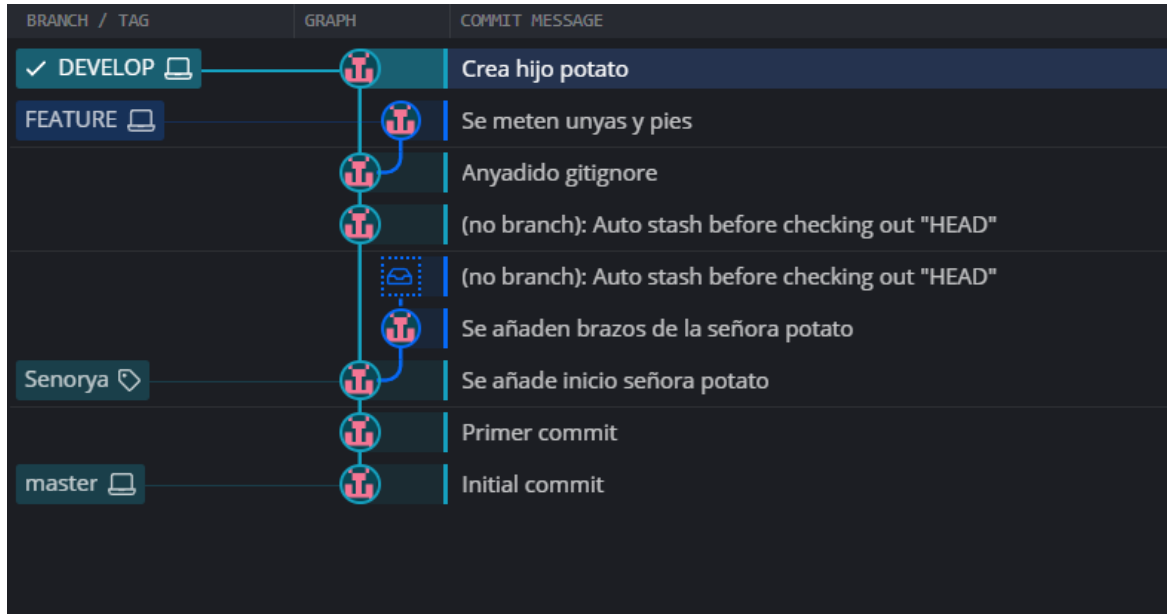 BRANCH / TAG GRAPH COMMIT MESSAGE
DEVELOP Crea hijo potato
FEATURE Se meten unyas y pies
Anyadido gitignore
(no branch): Auto stash before checking out "HEAD"
(no branch): Auto stash before checking out "HEAD"
Se añaden brazos de la señora potato
Senorya Se añade inicio señora potato
Primer commit
master Initial commit